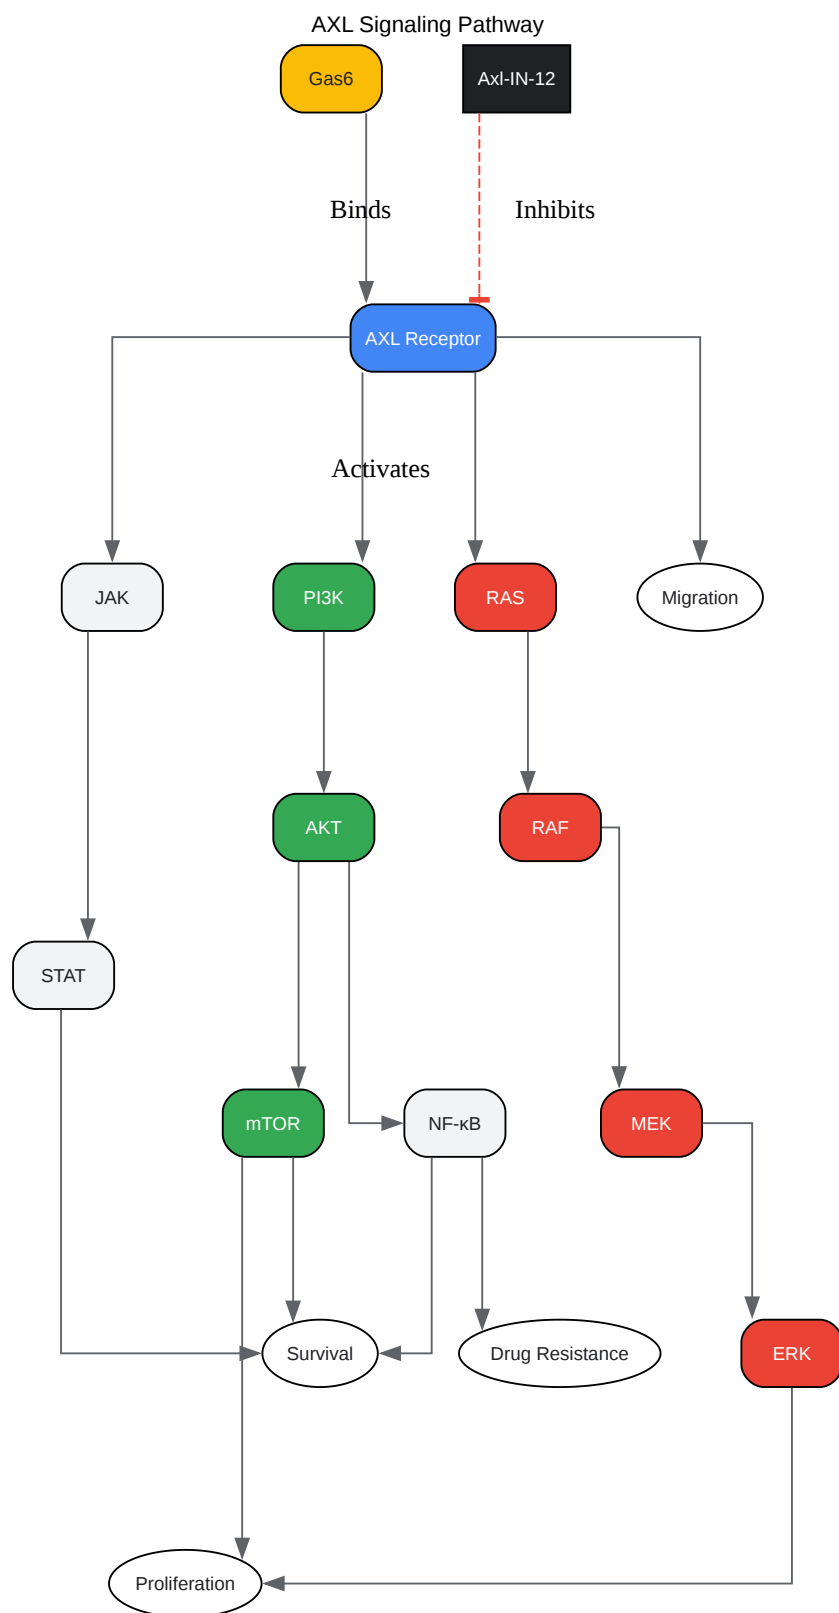 AXL Signaling Pathway
Gas6
Axl-IN-12
Binds
Inhibits
AXL Receptor
Activates
JAK
PI3K
RAS
Migration
AKT
RAF
STAT
mTOR
NF-κB
MEK
Survival
Drug Resistance
ERK
Proliferation